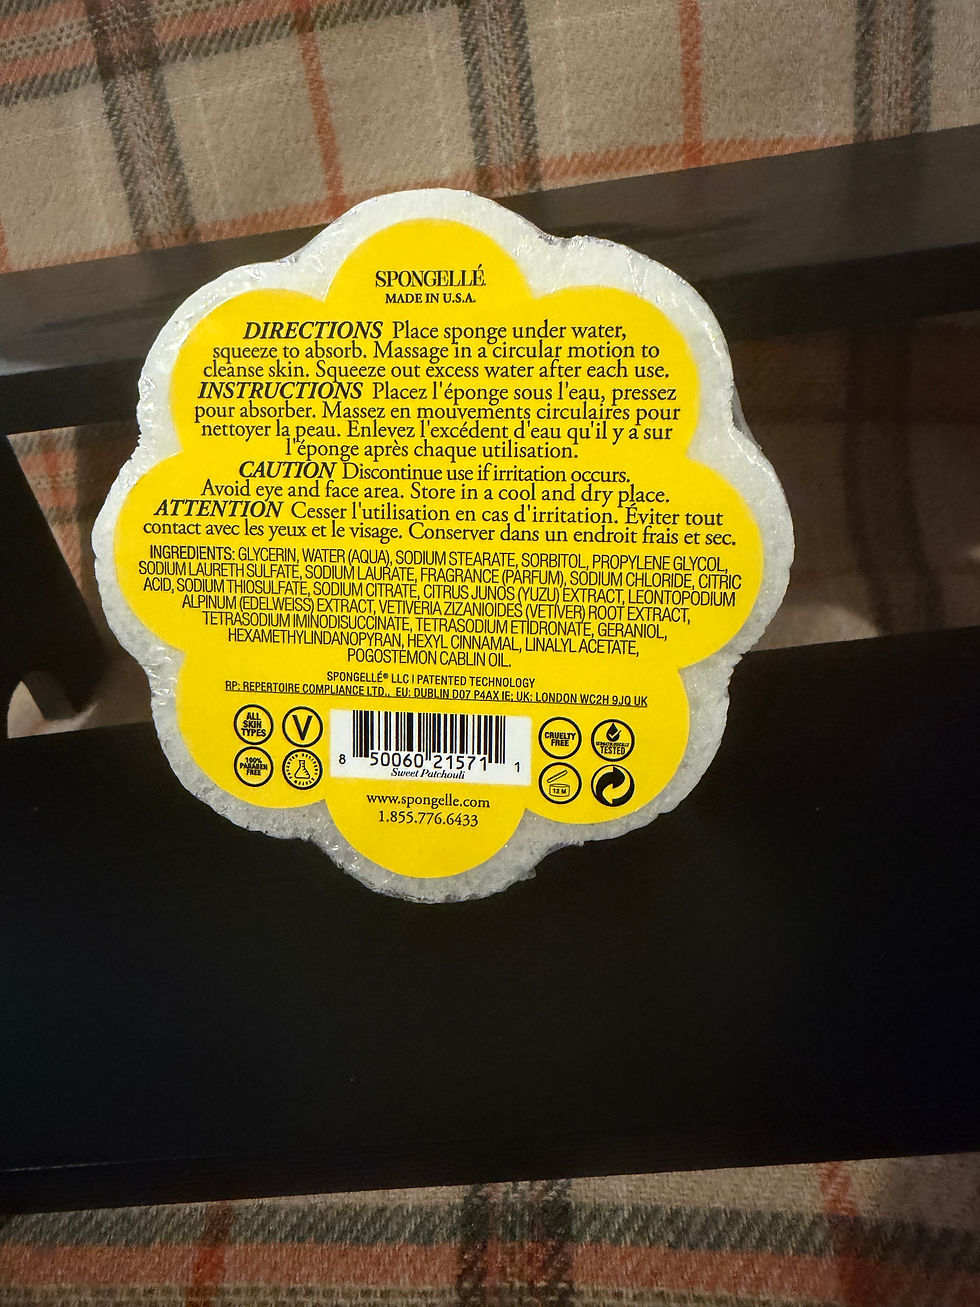 SPONGELLÉ
MADE IN U.S.A.
DIRECTIONS Place sponge under water,
squeeze to absorb. Massage in a circular motion to
cleanse skin. Squeeze out excess water after each use.
INSTRUCTIONS Placez l'éponge sous l'eau, pressez
pour absorber. Massez en mouvements circulaires pour
nettoyer la peau. Enlevez l'excédent d'eau qu'il y a sur
l'éponge après chaque utilisation.
CAUTION Discontinue use if irritation occurs.
Avoid eye and face area. Store in a cool and dry place.
ATTENTION Cesser l'utilisation en cas d'irritation. Éviter tout
contact avec les yeux et le visage. Conserver dans un endroit frais et sec.
INGREDIENTS: GLYCERIN, WATER (AQUA), SODIUM STEARATE, SORBITOL, PROPYLENE GLYCOL,
SODIUM LAURETH SULFATE, SODIUM LAURATE, FRAGRANCE (PARFUM), SODIUM CHLORIDE, CITRIC
ACID, SODIUM THIOSULFATE, SODIUM CITRATE, CITRUS JUNOS (YUZU) EXTRACT, LEONTOPODIUM
ALPINUM (EDELWEISS) EXTRACT, VETIVERIA ZIZANIOIDES (VETIVER) ROOT EXTRACT,
TETRASODIUM IMINODISUCCINATE, TETRASODIUM ETIDRONATE, GERANIOL,
HEXAMETHYLINDANOPYRAN, HEXYL CINNAMAL, LINALYL ACETATE,
POGOSTEMON CABLIN OIL.
SPONGELLÉ® LLC | PATENTED TECHNOLOGY
RP: REPERTOIRE COMPLIANCE LTD., EU: DUBLIN D07 P4AX IE; UK: LONDON WC2H 9JQ UK
ALL
SKIN
TYPES
V
100%
PARABEN
FREE
8 50060 21571 1
Sweet Patchouli
CRUELTY
FREE
TESTED
12 M
www.spongelle.com
1.855.776.6433